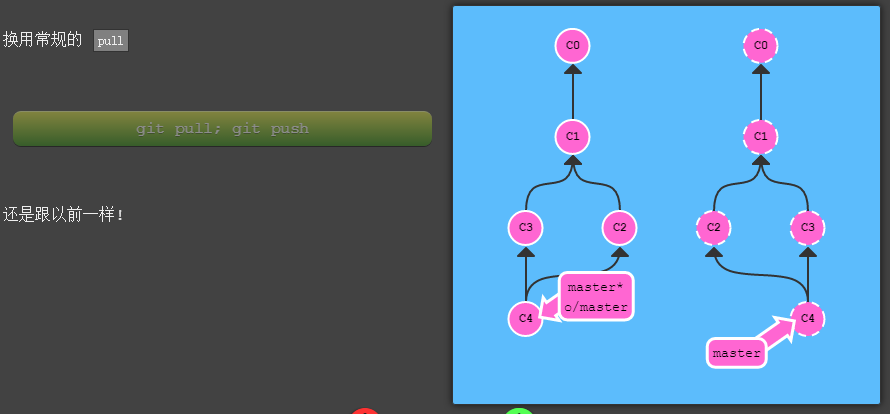 换用常规的 pull
git pull; git push
还是跟以前一样!
C0
C0
C1
C1
C3
C2
C2
C3
C4
master*
o/master
C4
master